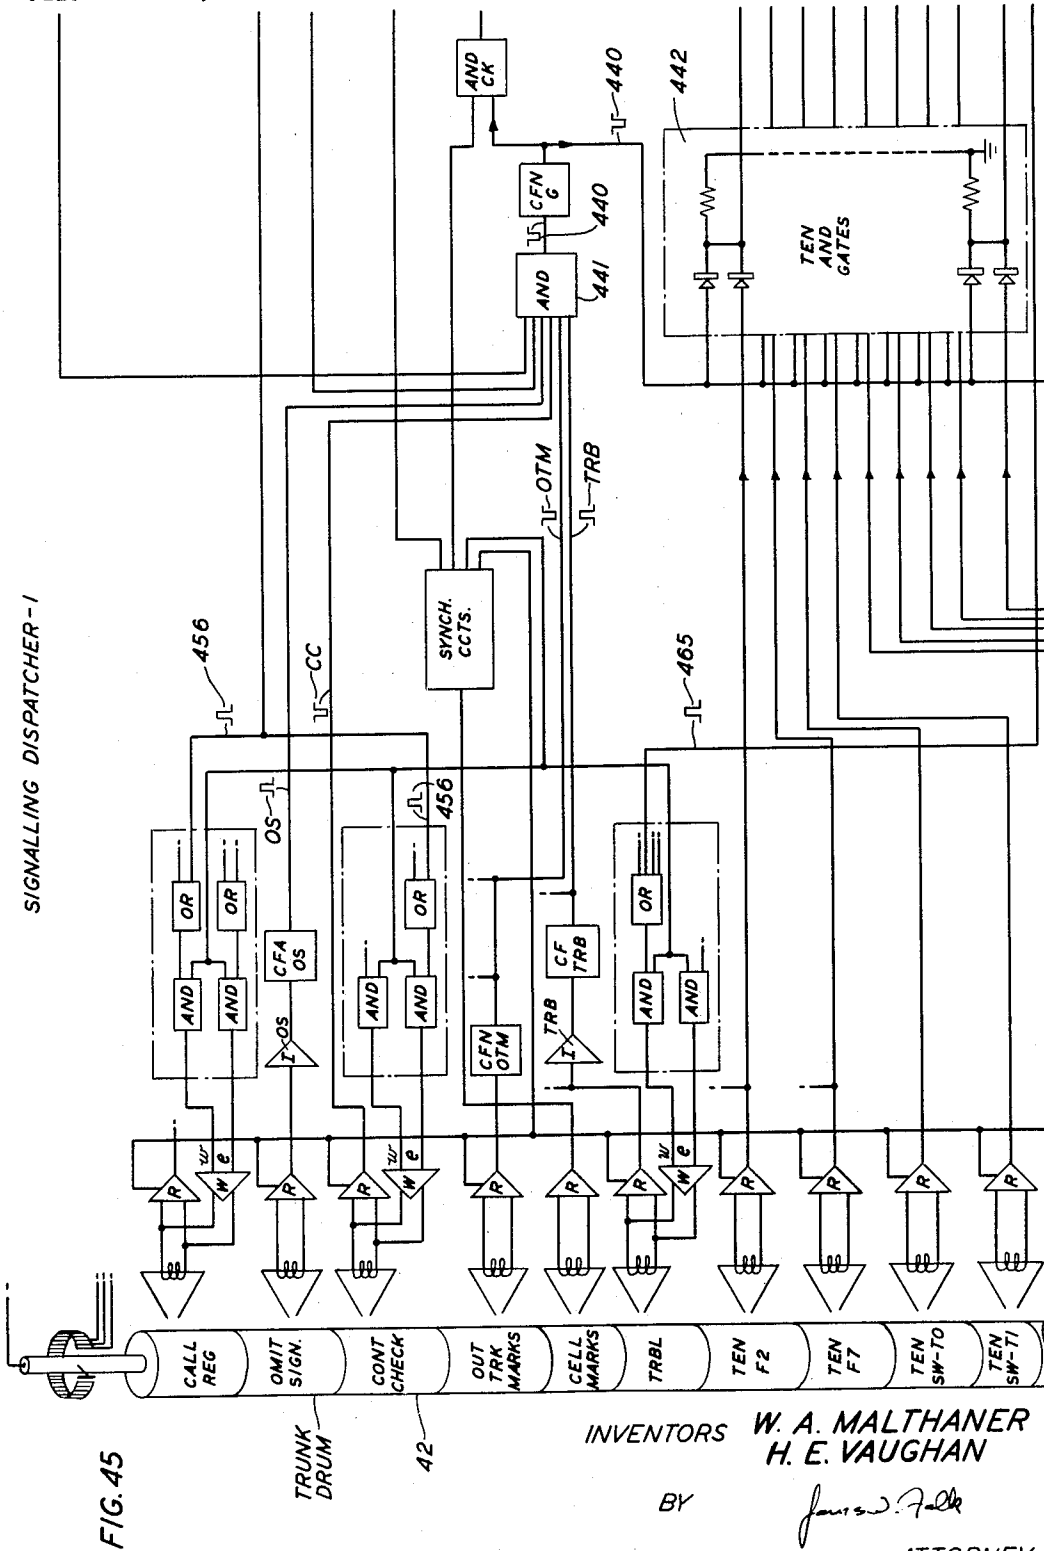 SIGNALLING DISPATCHER-1
FIG. 45
TRUNK
DRUM
42
CALL
REG
OMIT
SIGN.
CONT
CHECK
OUT
TRK
MARKS
CELL
MARKS
TRBL
TEN
F2
TEN
F7
TEN
SW-TO
TEN
SW-T1
R
W
w
e
R
R
W
w
e
R
R
R
W
w
e
R
R
R
R
AND
OR
AND
OR
I
OS
CFA
OS
OS
456
AND
AND
OR
456
CC
CFN
OTM
I
TRB
CF
TRB
AND
OR
AND
465
SYNCH.
CCTS.
OTM
TRB
AND
441
440
CFN
G
440
AND
CK
442
TEN
AND
GATES
INVENTORS W. A. MALTHANER
H. E. VAUGHAN
BY